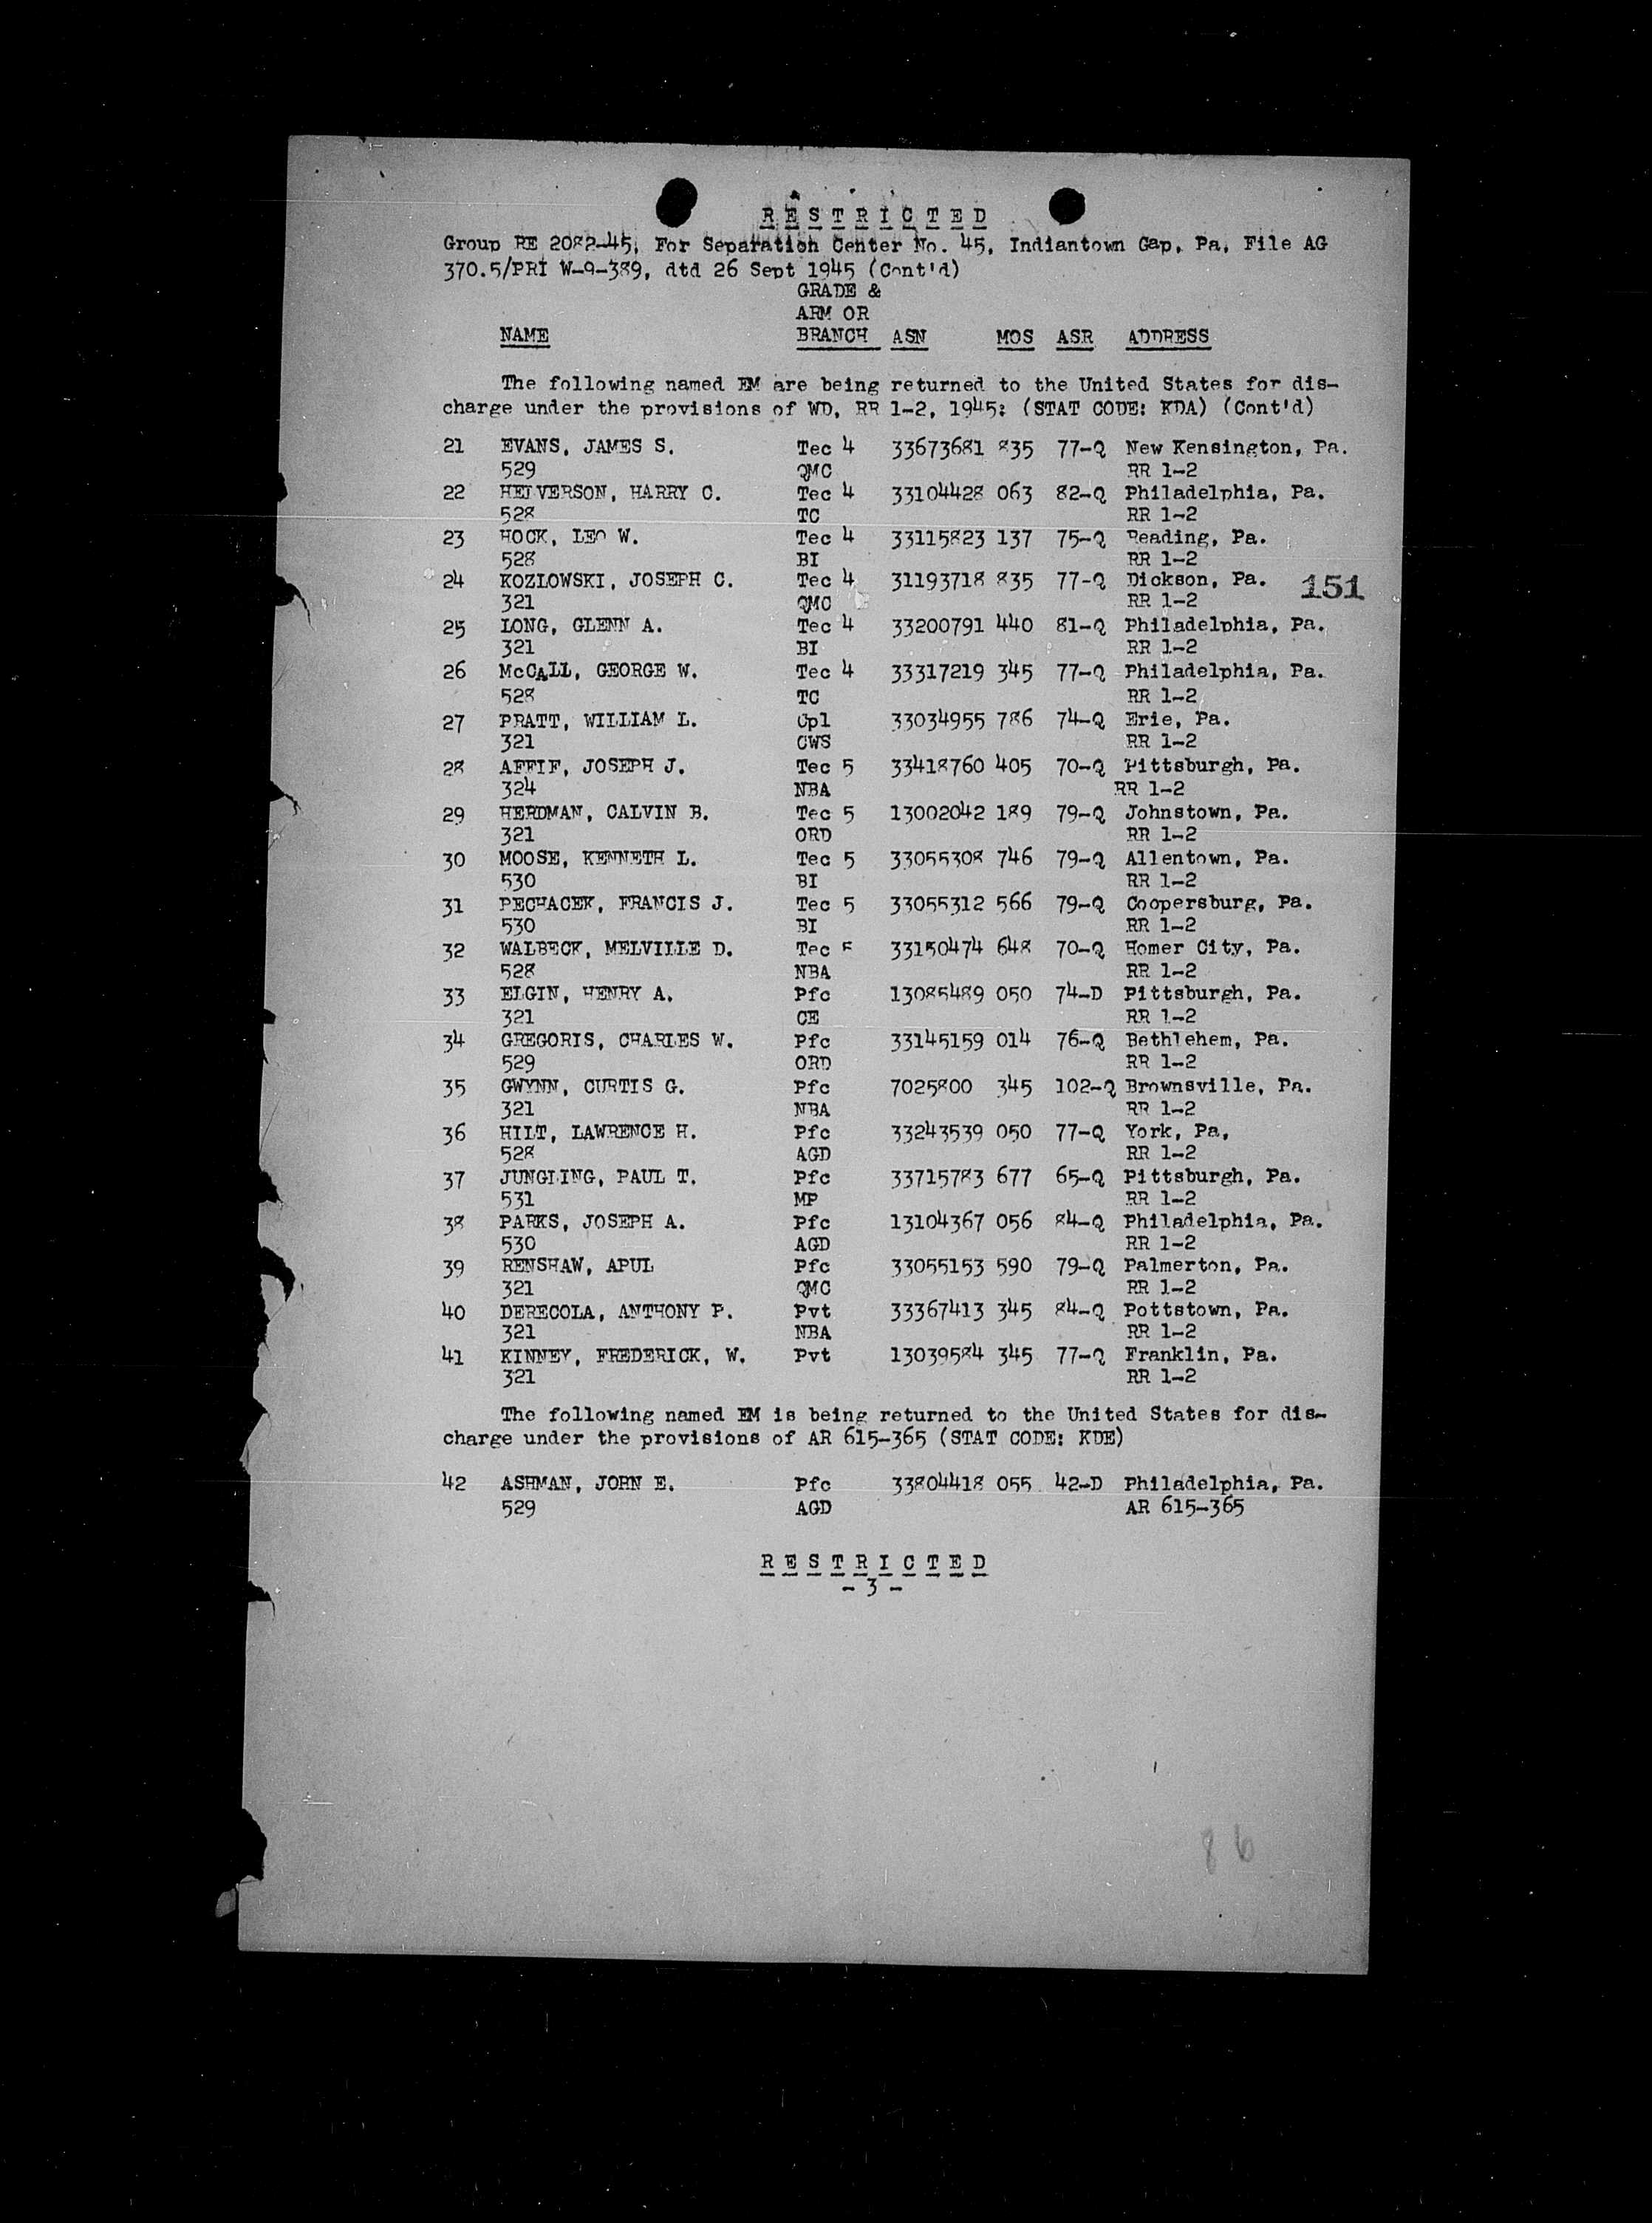 R E S T R I C T E D
Group RE 2082-45, For Separation Center No. 45, Indiantown Gap, Pa, File AG
370.5/PRI W-9-389, dtd 26 Sept 1945 (Cont'd)
GRADE &
ARM OR
NAME BRANCH ASN MOS ASR ADDRESS
The following named EM are being returned to the United States for dis-
charge under the provisions of WD, RR 1-2, 1945: (STAT CODE: KDA) (Cont'd)
21 EVANS, JAMES S. Tec 4 33673681 835 77-Q New Kensington, Pa.
529 QMC RR 1-2
22 HELVERSON, HARRY C. Tec 4 33104428 063 82-Q Philadelphia, Pa.
528 TC RR 1-2
23 HOCK, LEO W. Tec 4 33115823 137 75-Q Reading, Pa.
528 BI RR 1-2
24 KOZLOWSKI, JOSEPH C. Tec 4 31193718 835 77-Q Dickson, Pa. 151
321 QMC RR 1-2
25 LONG, GLENN A. Tec 4 33200791 440 81-Q Philadelphia, Pa.
321 BI RR 1-2
26 McCALL, GEORGE W. Tec 4 33317219 345 77-Q Philadelphia, Pa.
528 TC RR 1-2
27 PRATT, WILLIAM L. Cpl 33034955 786 74-Q Erie, Pa.
321 CWS RR 1-2
28 AFFIF, JOSEPH J. Tec 5 33418760 405 70-Q Pittsburgh, Pa.
324 NBA RR 1-2
29 HERDMAN, CALVIN B. Tec 5 13002042 189 79-Q Johnstown, Pa.
321 ORD RR 1-2
30 MOOSE, KENNETH L. Tec 5 33055308 746 79-Q Allentown, Pa.
530 BI RR 1-2
31 PECHACEK, FRANCIS J. Tec 5 33055312 566 79-Q Coopersburg, Pa.
530 BI RR 1-2
32 WALBECK, MELVILLE D. Tec 5 33150474 648 70-Q Homer City, Pa.
528 NBA RR 1-2
33 ELGIN, HENRY A. Pfc 13085489 050 74-D Pittsburgh, Pa.
321 CE RR 1-2
34 GREGORIS, CHARLES W. Pfc 33145159 014 76-Q Bethlehem, Pa.
529 ORD RR 1-2
35 GWYNN, CURTIS G. Pfc 7025800 345 102-Q Brownsville, Pa.
321 NBA RR 1-2
36 HILT, LAWRENCE H. Pfc 33243539 050 77-Q York, Pa,
528 AGD RR 1-2
37 JUNGLING, PAUL T. Pfc 33715783 677 65-Q Pittsburgh, Pa.
531 MP RR 1-2
38 PARKS, JOSEPH A. Pfc 13104367 056 84-Q Philadelphia, Pa.
530 AGD RR 1-2
39 RENSHAW, APUL Pfc 33055153 590 79-Q Palmerton, Pa.
321 QMC RR 1-2
40 DERECOLA, ANTHONY P. Pvt 33367413 345 84-Q Pottstown, Pa.
321 NBA RR 1-2
41 KINNEY, FREDERICK, W. Pvt 13039584 345 77-Q Franklin, Pa.
321 RR 1-2
The following named EM is being returned to the United States for dis-
charge under the provisions of AR 615-365 (STAT CODE: KDE)
42 ASHMAN, JOHN E. Pfc 33804418 055 42-D Philadelphia, Pa.
529 AGD AR 615-365
R E S T R I C T E D
- 3 -
86